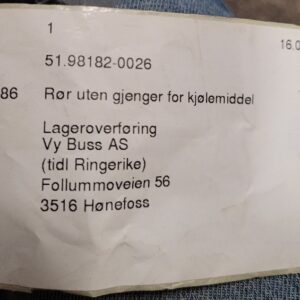 1
16.0
51.98182-0026
86 Rør uten gjenger for kjølemiddel
Lageroverføring
Vy Buss AS
(tidl Ringerike)
Follummoveien 56
3516 Hønefoss